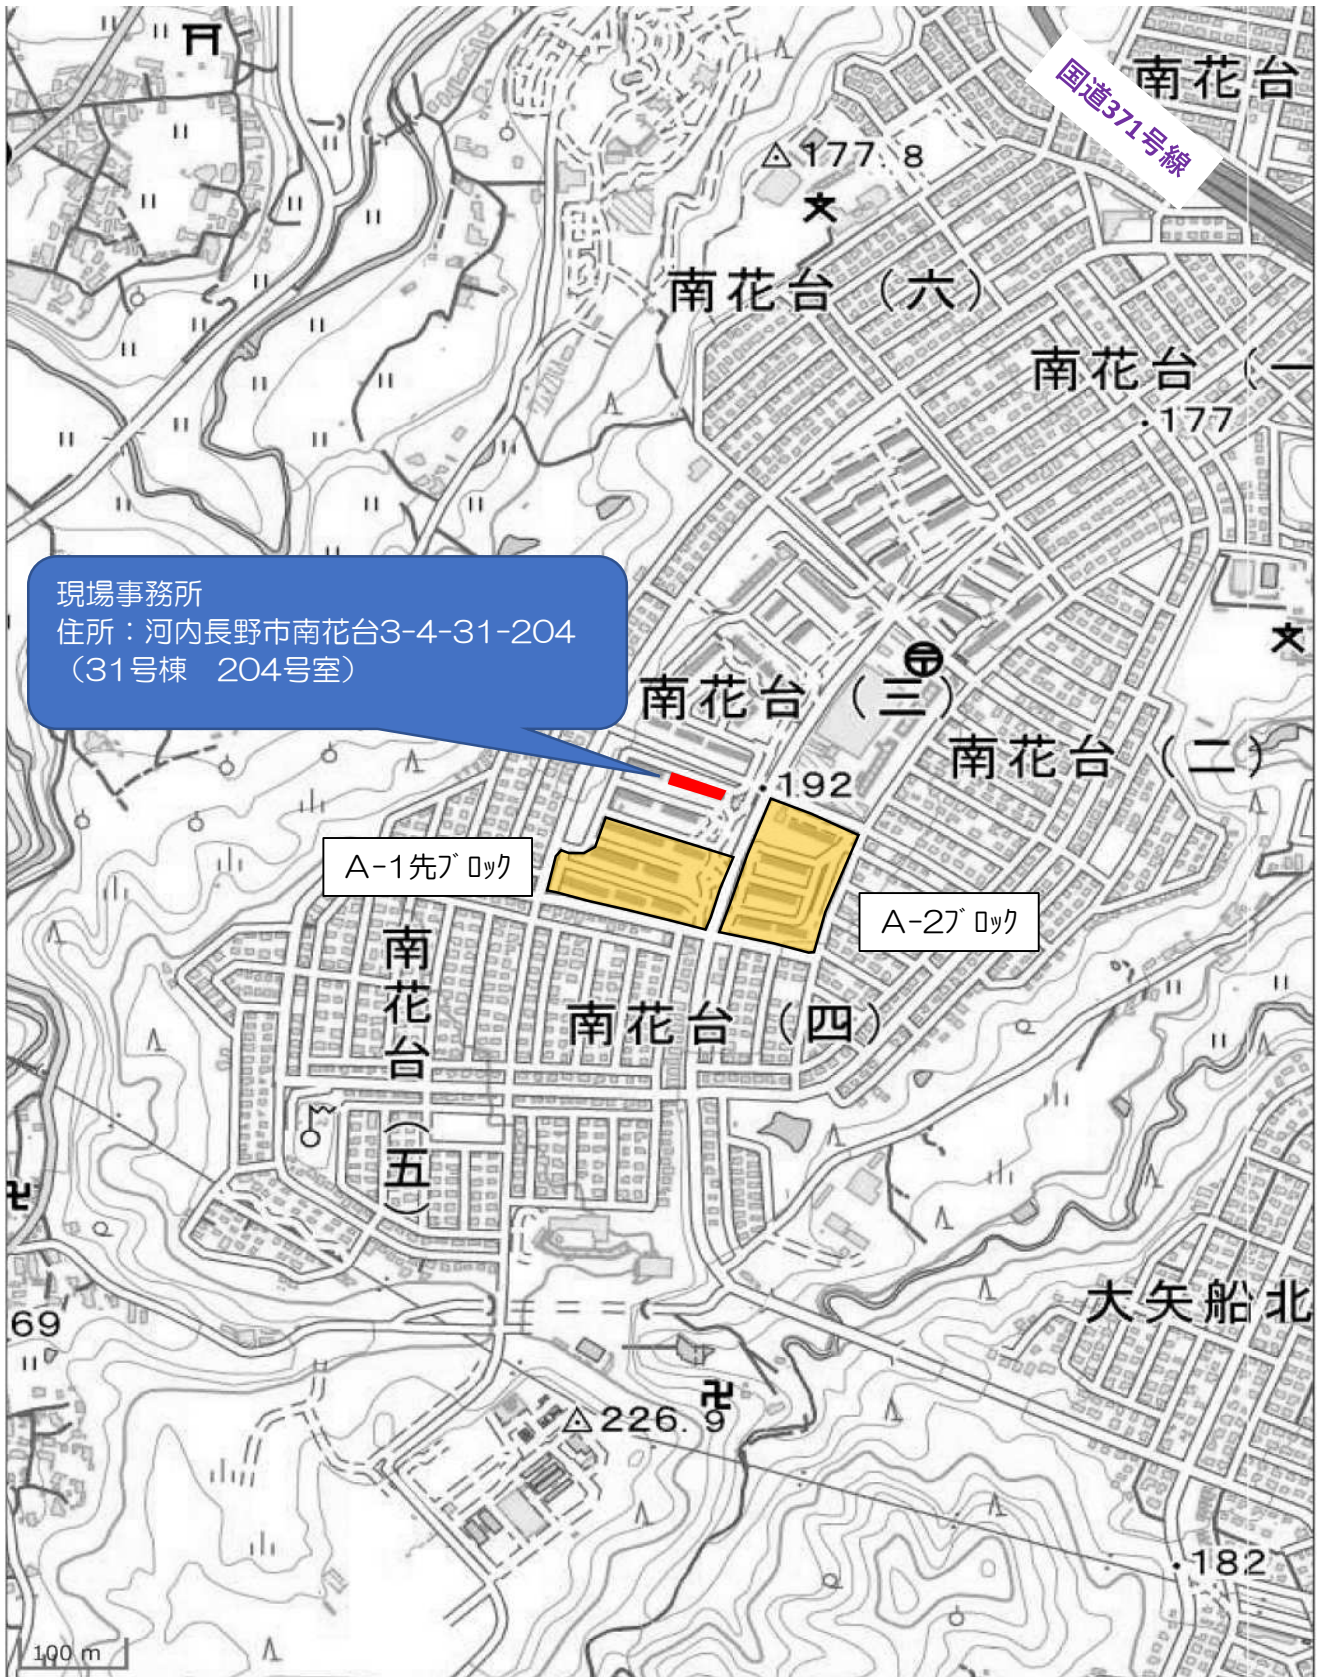 南花台
国道371号線
177.8
南花台（六）
南花台（一
177
現場事務所
住所：河内長野市南花台3-4-31-204
（31号棟　204号室）
南花台（三）
南花台（二）
192
A-1先ﾌﾞﾛｯｸ
A-2ﾌﾞﾛｯｸ
南花台（五）
南花台（四）
大矢船北
69
226.9
182
100 m